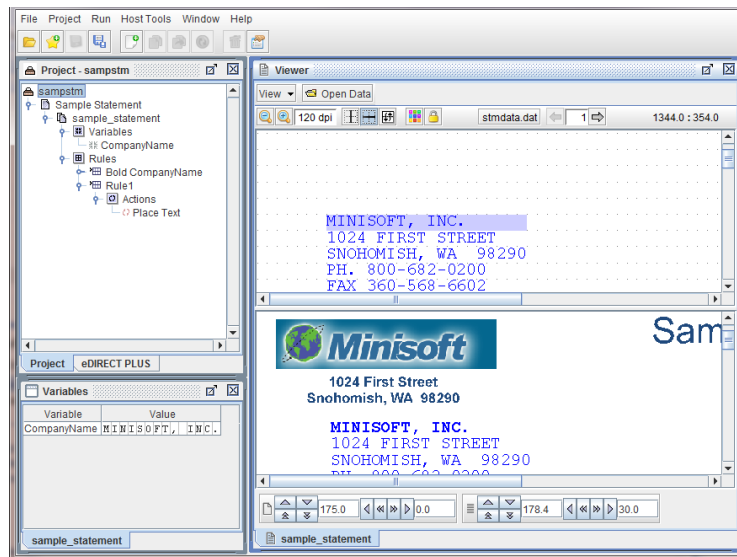 File Project Run Host Tools Window Help
Project - sampstm
sampstm
Sample Statement
sample_statement
Variables
CompanyName
Rules
Bold CompanyName
Rule1
Actions
Place Text
Project eDIRECT PLUS
Variables
Variable Value
CompanyName MINISOFT, INC.
sample_statement
Viewer
View Open Data
120 dpi stmdata.dat 1 1344.0 : 354.0
MINISOFT, INC.
1024 FIRST STREET
SNOHOMISH, WA 98290
PH. 800-682-0200
FAX 360-568-6602
Minisoft Sam
1024 First Street
Snohomish, WA 98290
MINISOFT, INC.
1024 FIRST STREET
SNOHOMISH, WA 98290
PH. 800-682-0200
175.0 0.0 178.4 30.0
sample_statement